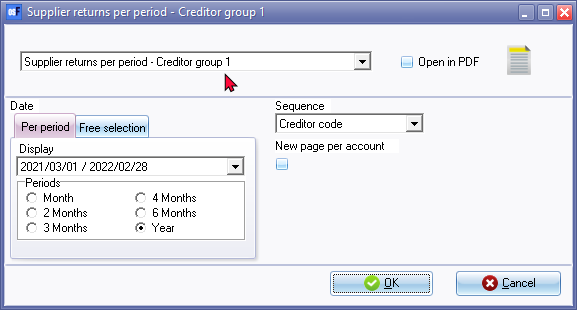 Supplier returns per period - Creditor group 1
Supplier returns per period - Creditor group 1
Open in PDF
Date
Per period
Free selection
Display
2021/03/01 / 2022/02/28
Periods
Month
4 Months
2 Months
6 Months
3 Months
Year
Sequence
Creditor code
New page per account
OK
Cancel